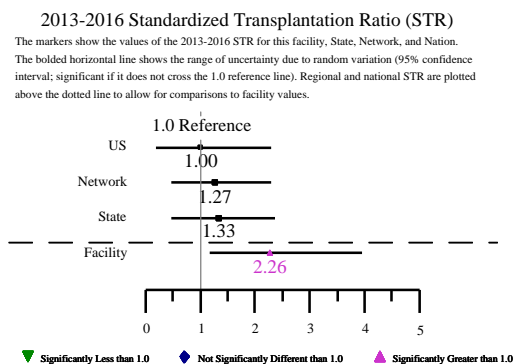 2013-2016 Standardized Transplantation Ratio (STR)
The markers show the values of the 2013-2016 STR for this facility, State, Network, and Nation.
The bolded horizontal line shows the range of uncertainty due to random variation (95% confidence
interval; significant if it does not cross the 1.0 reference line). Regional and national STR are plotted
above the dotted line to allow for comparisons to facility values.
1.0 Reference
US
1.00
Network
1.27
State
1.33
Facility
2.26
0 1 2 3 4 5
Significantly Less than 1.0 Not Significantly Different than 1.0 Significantly Greater than 1.0